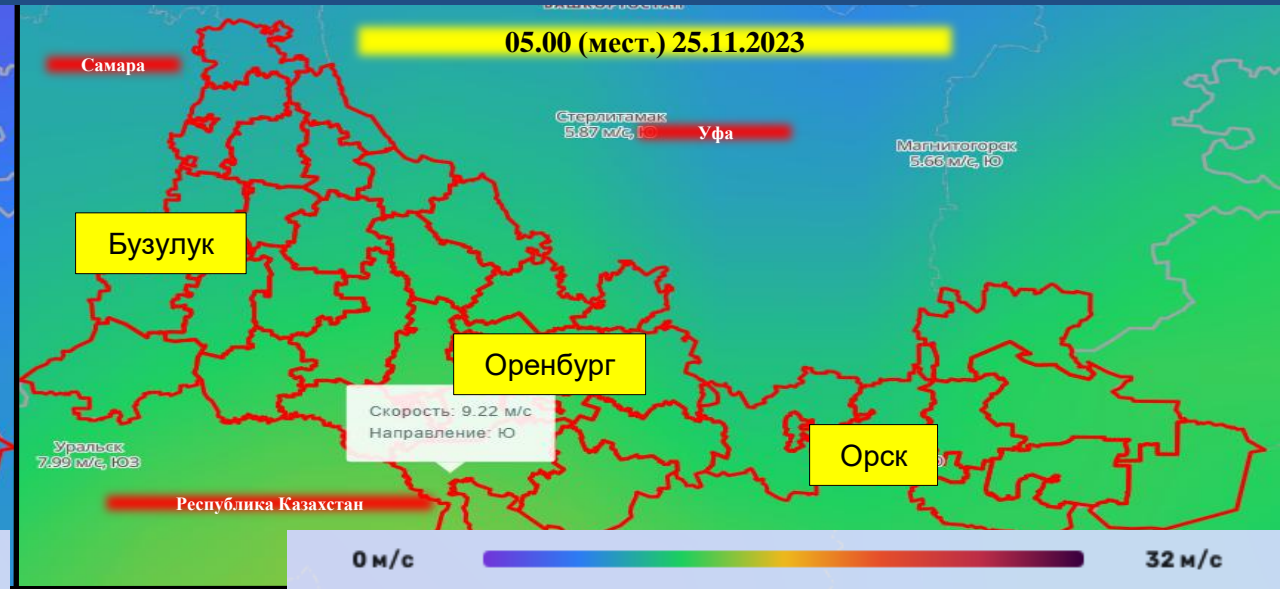 БАШКОРТОСТАН
05.00 (мест.) 25.11.2023
Самара
Стерлитамак
5.87 м/с, Ю
Уфа
Магнитогорск
5.66 м/с, Ю
Бузулук
Оренбург
Скорость: 9.22 м/с
Направление: Ю
Уральск
7.99 м/с, ЮЗ
Орск
Республика Казахстан
0 м/с
32 м/с